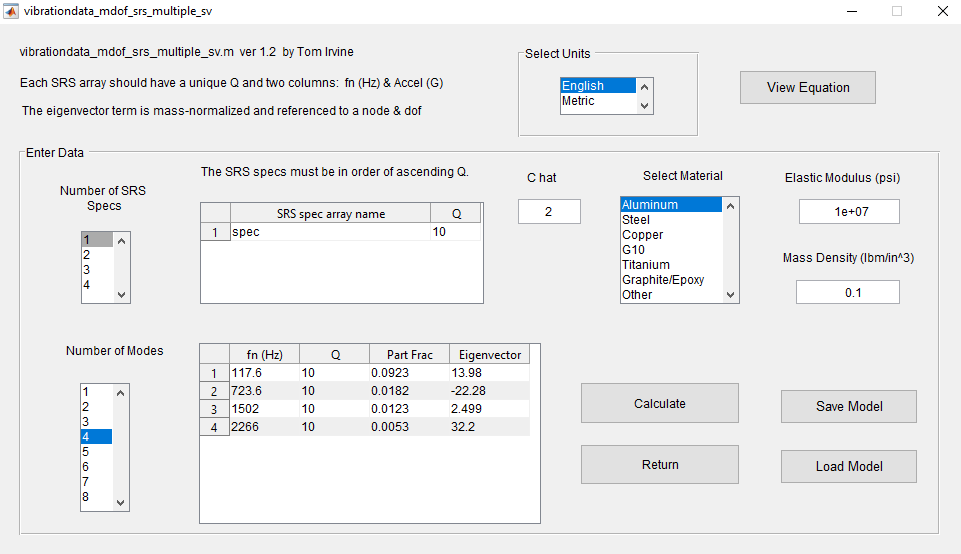 vibrationdata_mdof_srs_multiple_sv
vibrationdata_mdof_srs_multiple_sv.m ver 1.2 by Tom Irvine
Each SRS array should have a unique Q and two columns: fn (Hz) & Accel (G)
The eigenvector term is mass-normalized and referenced to a node & dof
Select Units
English
Metric
View Equation
Enter Data
Number of SRS
Specs
1
2
3
4
The SRS specs must be in order of ascending Q.
SRS spec array name Q
1 spec 10
C hat
2
Select Material
Aluminum
Steel
Copper
G10
Titanium
Graphite/Epoxy
Other
Elastic Modulus (psi)
1e+07
Mass Density (lbm/in^3)
0.1
Number of Modes
1
2
3
4
5
6
7
8
fn (Hz) Q Part Frac Eigenvector
1 117.6 10 0.0923 13.98
2 723.6 10 0.0182 -22.28
3 1502 10 0.0123 2.499
4 2266 10 0.0053 32.2
Calculate
Return
Save Model
Load Model